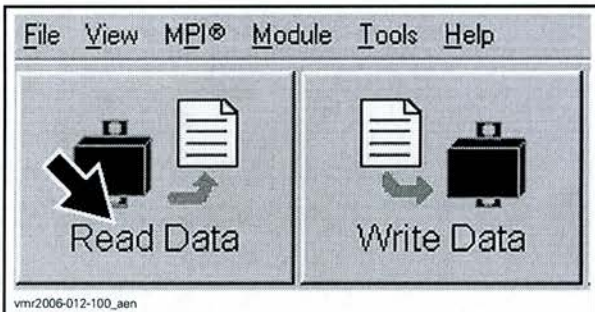 File View MPI® Module Tools Help
Read Data
Write Data
vmr2006-012-100_aen